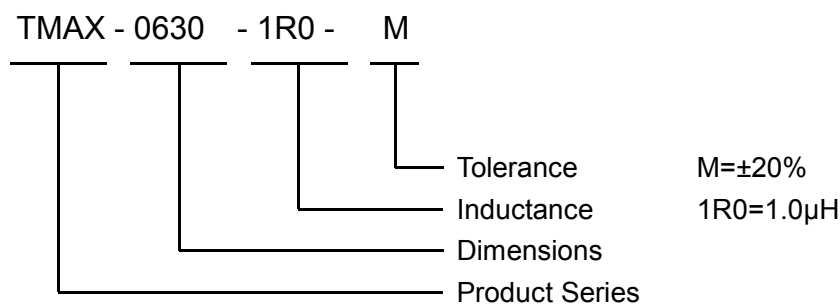 TMAX - 0630 - 1R0 - M
Tolerance M=±20%
Inductance 1R0=1.0µH
Dimensions
Product Series